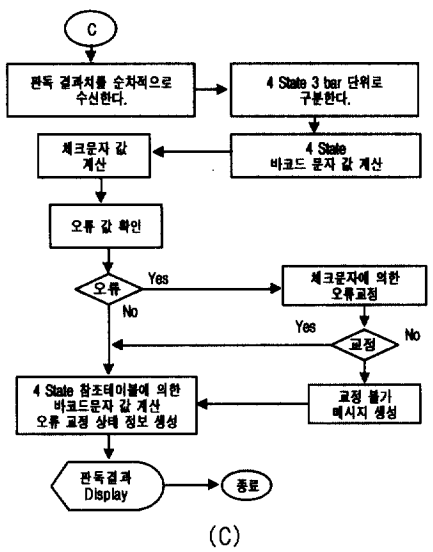 C
판독 결과치를 순차적으로
수신한다.
4 State 3 bar 단위로
구분한다.
체크문자 값
계산
4 State
바코드 문자 값 계산
오류 값 확인
오류
Yes
No
체크문자에 의한
오류교정
Yes
교정
No
4 State 참조테이블에 의한
바코드문자 값 계산
오류 교정 상태 정보 생성
교정 불가
메시지 생성
판독결과
Display
종료
(C)